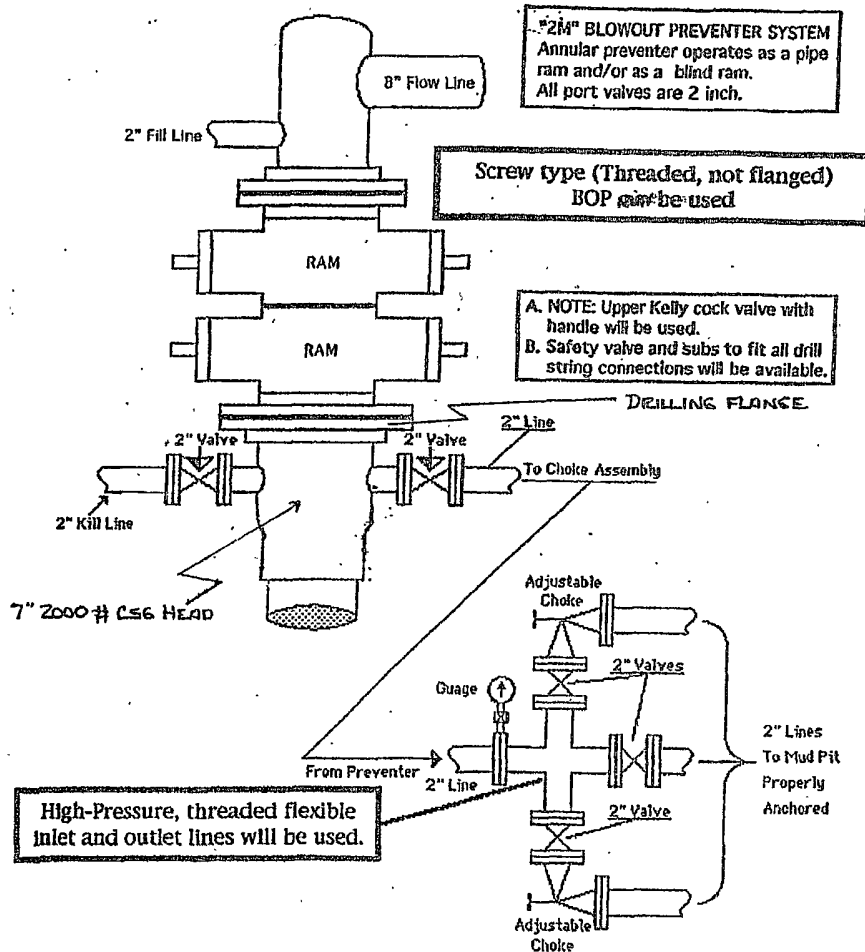 "2M" BLOWOUT PREVENTER SYSTEM
Annular preventer operates as a pipe
ram and/or as a blind ram.
All port valves are 2 inch.
8" Flow Line
2" Fill Line
Screw type (Threaded, not flanged)
BOP be used
RAM
A. NOTE: Upper Kelly cock valve with
handle will be used.
B. Safety valve and subs to fit all drill
string connections will be available.
RAM
DRILLING FLANGE
2" Valve
2" Valve
2" Line
To Choke Assembly
2" Kill Line
7" 2000 # CSG HEAD
Adjustable
Choke
Guage
2" Valves
2" Lines
To Mud Pit
Properly
Anchored
From Preventer
2" Line
High-Pressure, threaded flexible
inlet and outlet lines will be used.
2" Valve
Adjustable
Choke